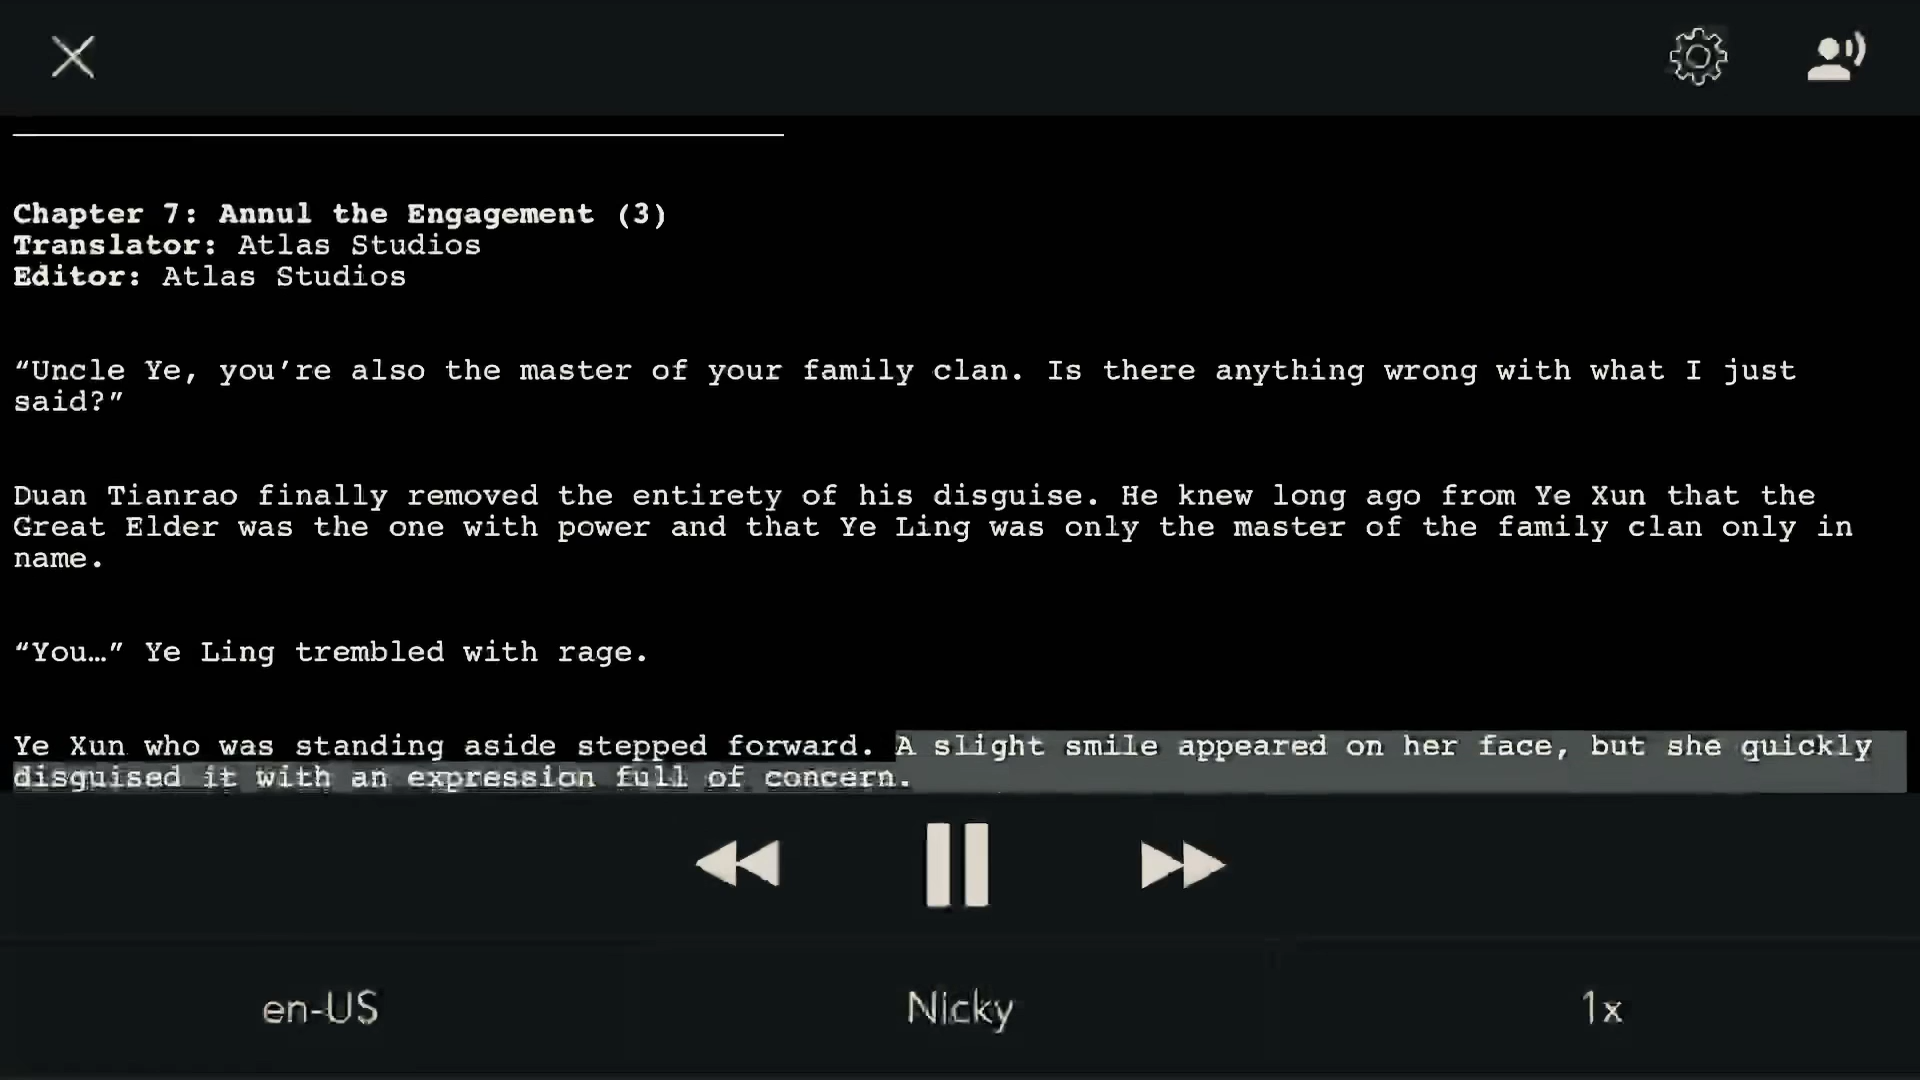 Chapter 7: Annul the Engagement (3)
Translator: Atlas Studios
Editor: Atlas Studios
“Uncle Ye, you’re also the master of your family clan. Is there anything wrong with what I just
said?”
Duan Tianrao finally removed the entirety of his disguise. He knew long ago from Ye Xun that the
Great Elder was the one with power and that Ye Ling was only the master of the family clan only in
name.
“You…” Ye Ling trembled with rage.
Ye Xun who was standing aside stepped forward. A slight smile appeared on her face, but she quickly
disguised it with an expression full of concern.
en-US
Nicky
1x